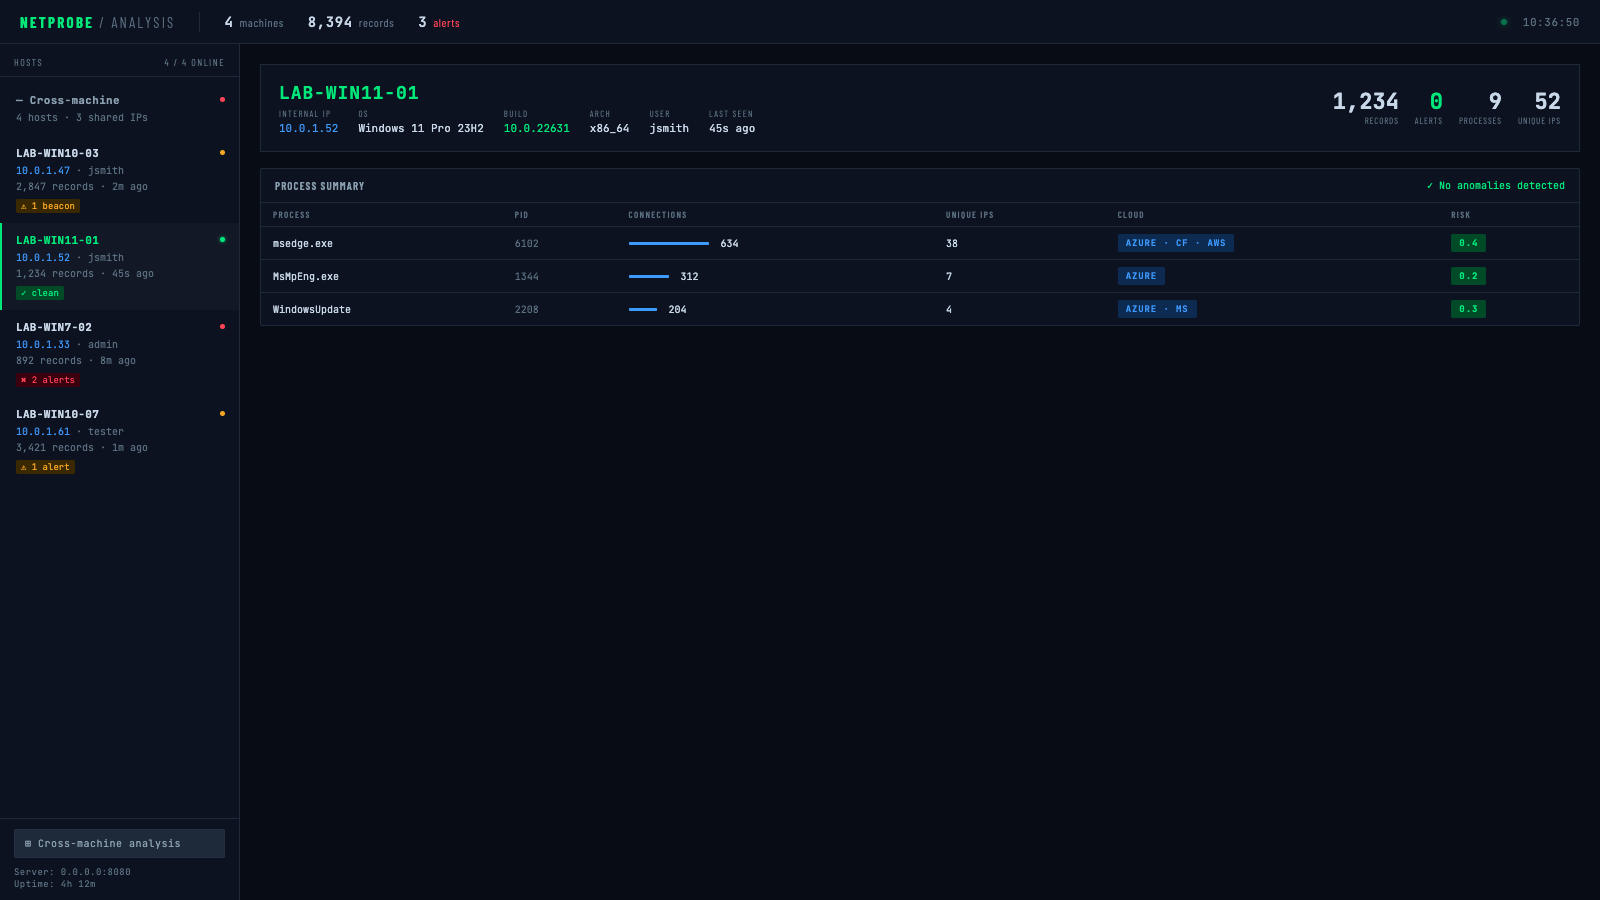 NETPROBE / ANALYSIS
4 machines 8,394 records 3 alerts
10:36:50
HOSTS 4 / 4 ONLINE
— Cross-machine
4 hosts · 3 shared IPs
LAB-WIN10-03
10.0.1.47 · jsmith
2,847 records · 2m ago
⚠ 1 beacon
LAB-WIN11-01
10.0.1.52 · jsmith
1,234 records · 45s ago
✓ clean
LAB-WIN7-02
10.0.1.33 · admin
892 records · 8m ago
✖ 2 alerts
LAB-WIN10-07
10.0.1.61 · tester
3,421 records · 1m ago
⚠ 1 alert
⊞ Cross-machine analysis
Server: 0.0.0.0:8080
Uptime: 4h 12m
LAB-WIN11-01
INTERNAL IP OS BUILD ARCH USER LAST SEEN
10.0.1.52 Windows 11 Pro 23H2 10.0.22631 x86_64 jsmith 45s ago
1,234 0 9 52
RECORDS ALERTS PROCESSES UNIQUE IPS
PROCESS SUMMARY ✓ No anomalies detected
PROCESS PID CONNECTIONS UNIQUE IPS CLOUD RISK
msedge.exe 6102 634 38 AZURE · CF · AWS 0.4
MsMpEng.exe 1344 312 7 AZURE 0.2
WindowsUpdate 2208 204 4 AZURE · MS 0.3